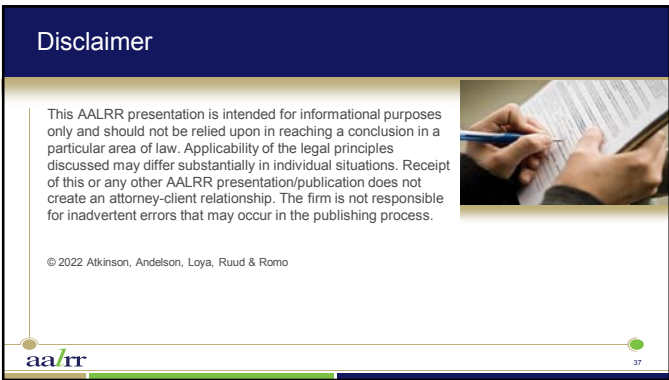 Disclaimer
This AALRR presentation is intended for informational purposes
only and should not be relied upon in reaching a conclusion in a
particular area of law. Applicability of the legal principles
discussed may differ substantially in individual situations. Receipt
of this or any other AALRR presentation/publication does not
create an attorney-client relationship. The firm is not responsible
for inadvertent errors that may occur in the publishing process.
© 2022 Atkinson, Andelson, Loya, Ruud & Romo
aalrr
37